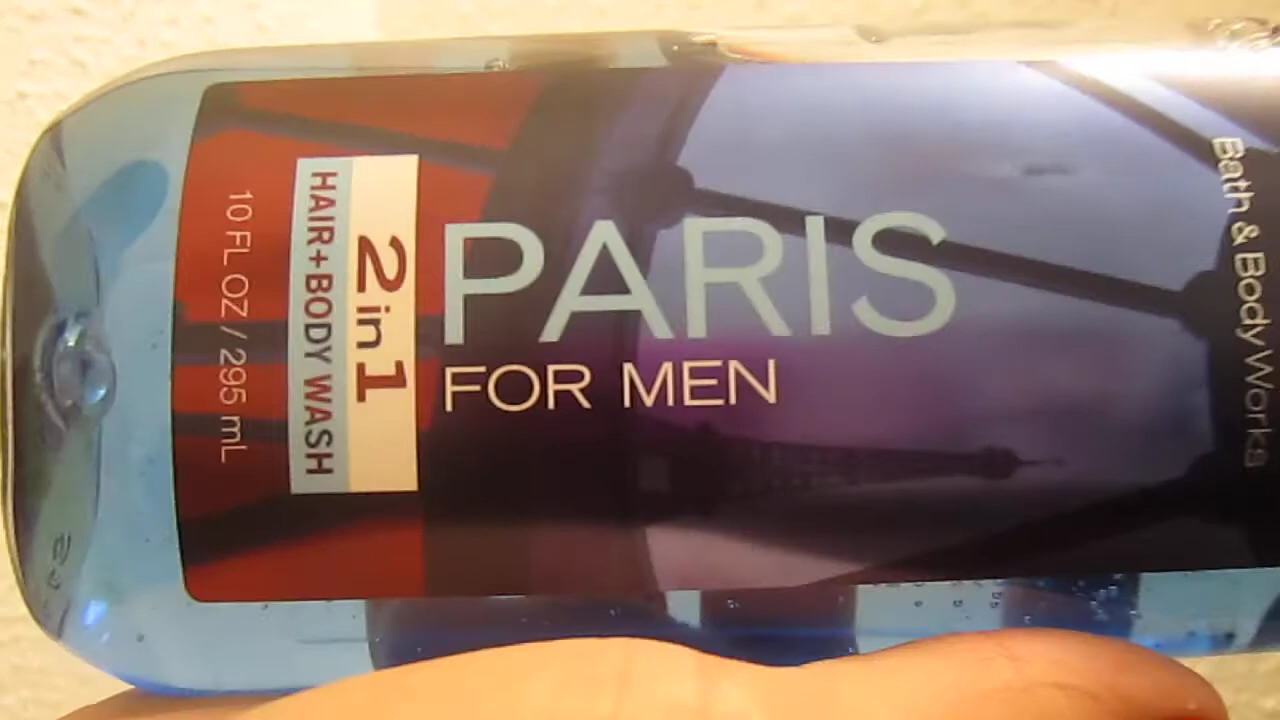 Bath & Body Works
PARIS
FOR MEN
2 in 1
HAIR+BODY WASH
10 FL OZ / 295 mL